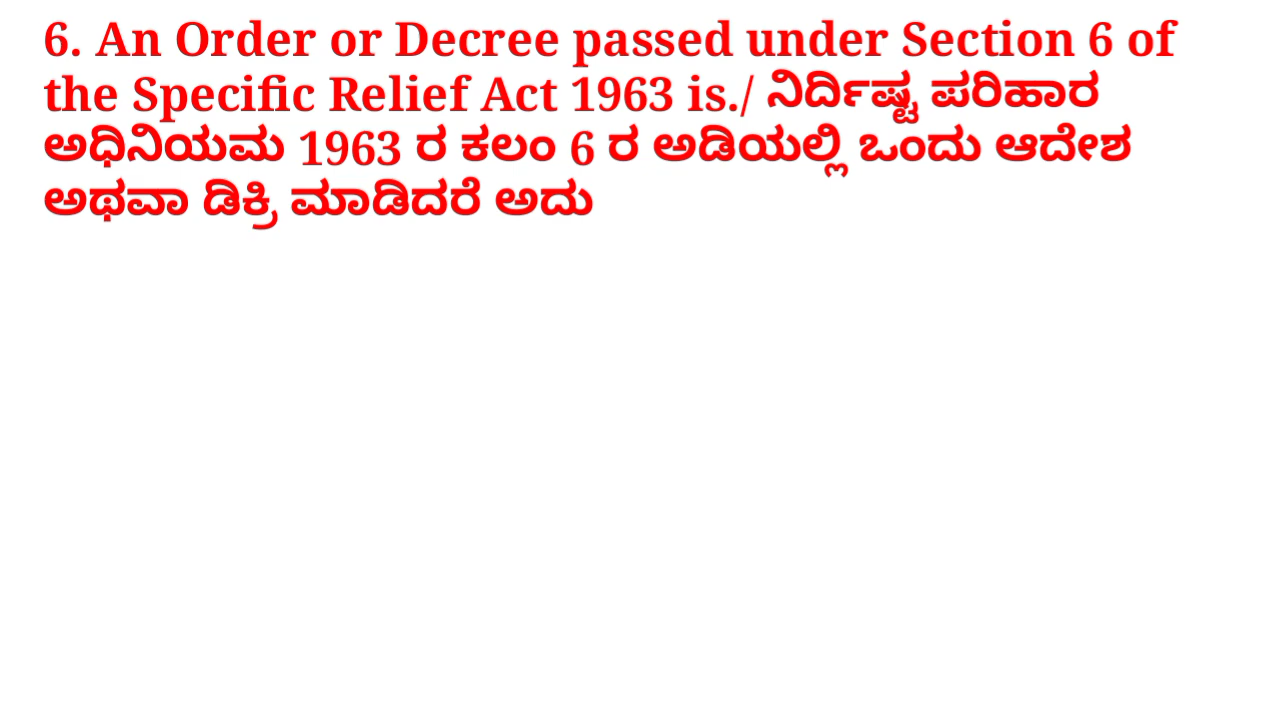 6. An Order or Decree passed under Section 6 of
the Specific Relief Act 1963 is./ ನಿರ್ದಿಷ್ಟ ಪರಿಹಾರ
ಅಧಿನಿಯಮ 1963 ರ ಕಲಂ 6 ರ ಅಡಿಯಲ್ಲಿ ಒಂದು ಆದೇಶ
ಅಥವಾ ಡಿಕ್ರಿ ಮಾಡಿದರೆ ಅದು